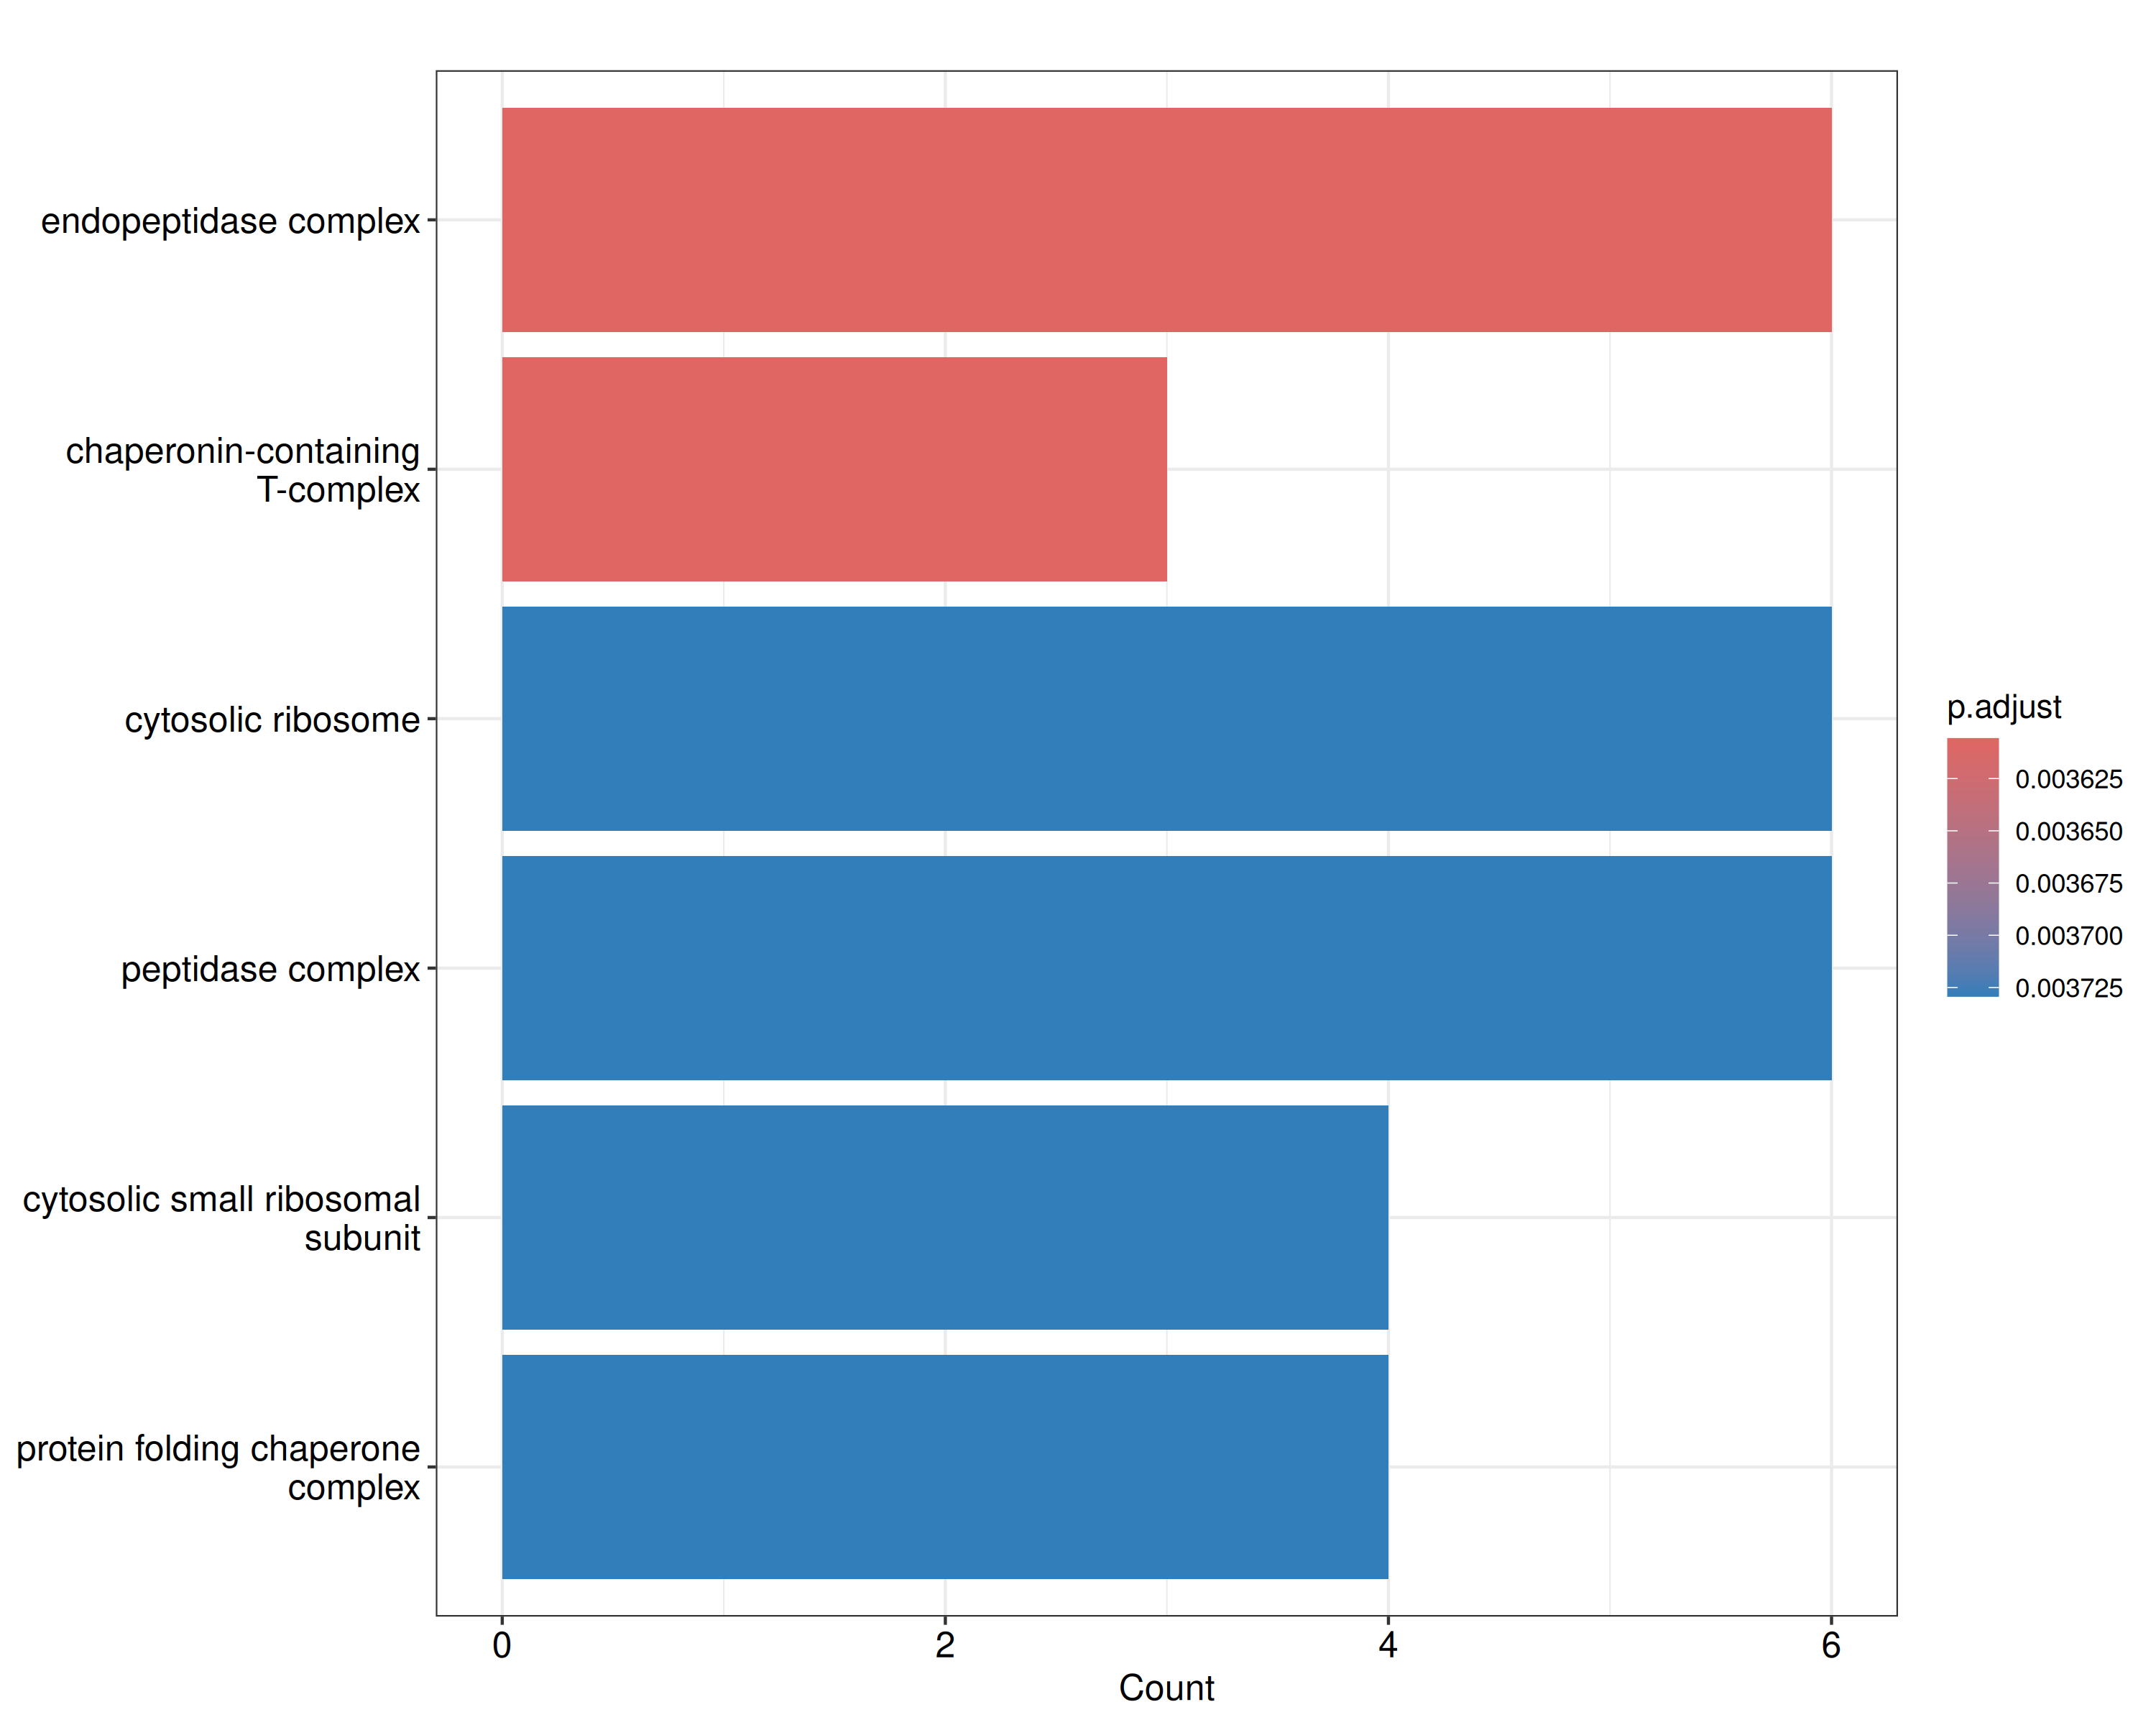 endopeptidase complex
chaperonin-containing
T-complex
cytosolic ribosome
peptidase complex
cytosolic small ribosomal
subunit
protein folding chaperone
complex
0
2
4
6
Count
p.adjust
0.003625
0.003650
0.003675
0.003700
0.003725